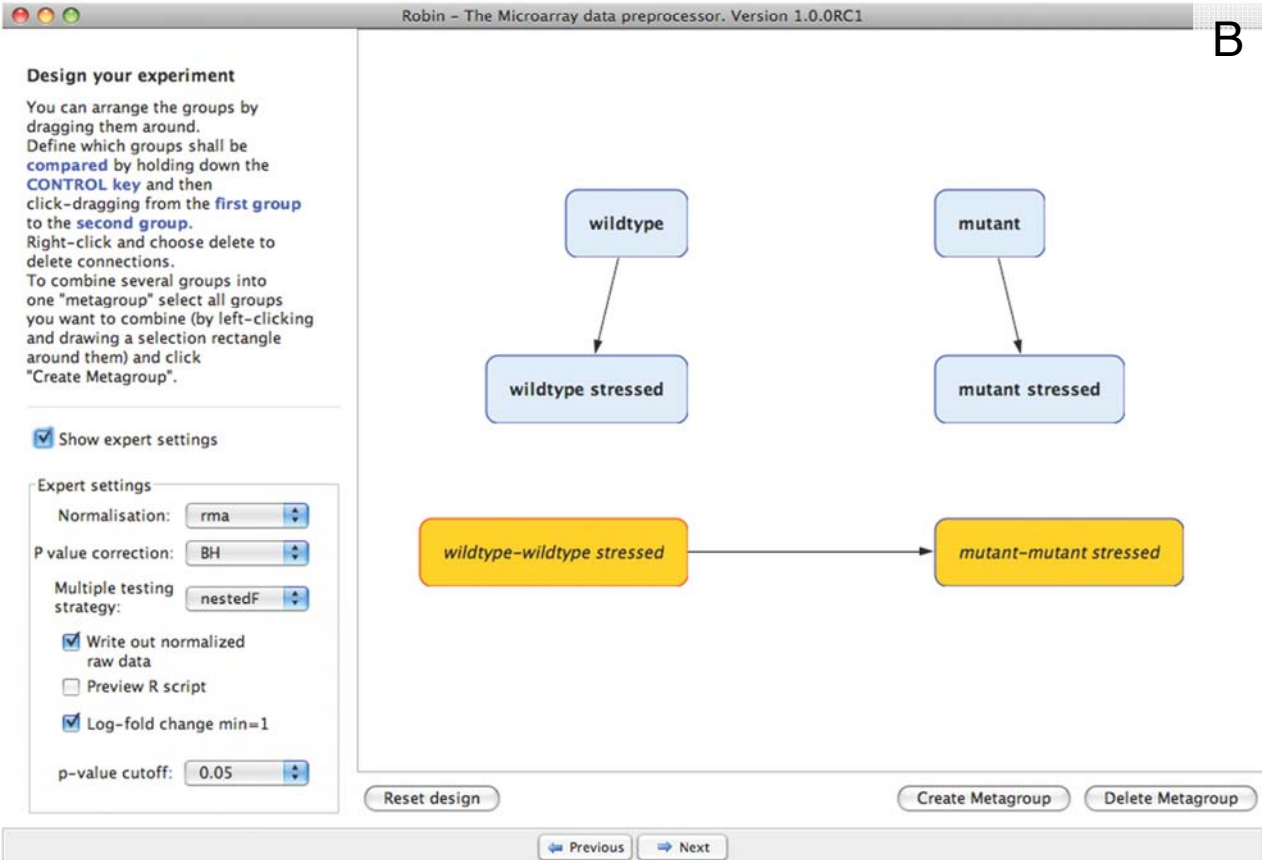 Robin – The Microarray data preprocessor. Version 1.0.0RC1
B
Design your experiment
You can arrange the groups by
dragging them around.
Define which groups shall be
compared by holding down the
CONTROL key and then
click-dragging from the first group
to the second group.
Right-click and choose delete to
delete connections.
To combine several groups into
one "metagroup" select all groups
you want to combine (by left-clicking
and drawing a selection rectangle
around them) and click
"Create Metagroup".
Show expert settings
Expert settings
Normalisation: rma
P value correction: BH
Multiple testing
strategy: nestedF
Write out normalized
raw data
Preview R script
Log-fold change min=1
p-value cutoff: 0.05
wildtype mutant
wildtype stressed mutant stressed
wildtype-wildtype stressed mutant-mutant stressed
Reset design Create Metagroup Delete Metagroup
Previous Next